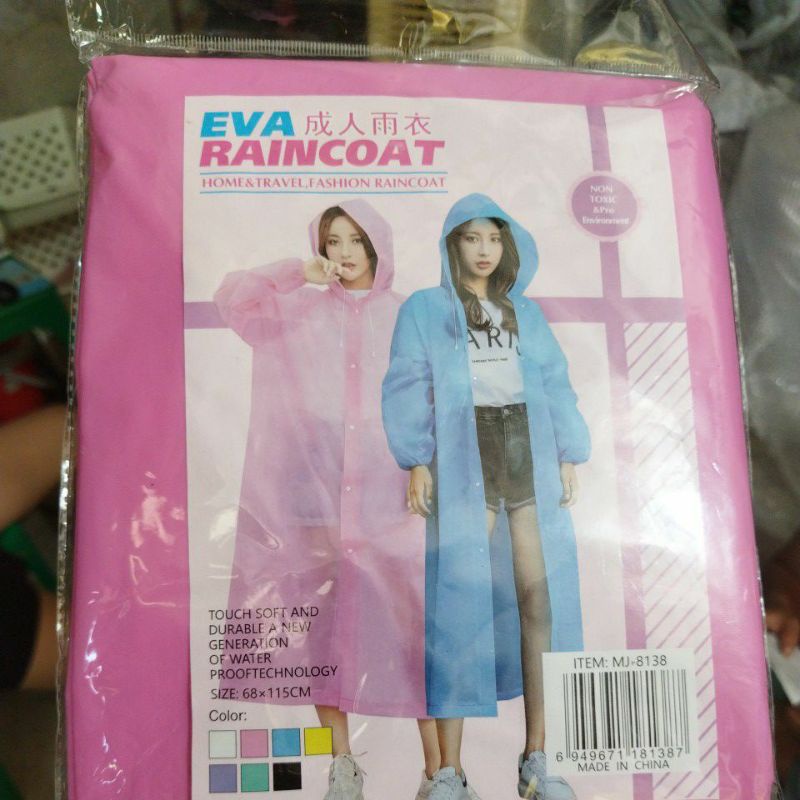 EVA 成人雨衣
RAINCOAT
HOME&TRAVEL,FASHION RAINCOAT
NON
TOXIC
&Pro
Environment
ARI
TOUCH SOFT AND
DURABLE A NEW
GENERATION
OF WATER
PROOFTECHNOLOGY
SIZE: 68×115CM
Color:
ITEM: MJ-8138
6 949671 181387
MADE IN CHINA